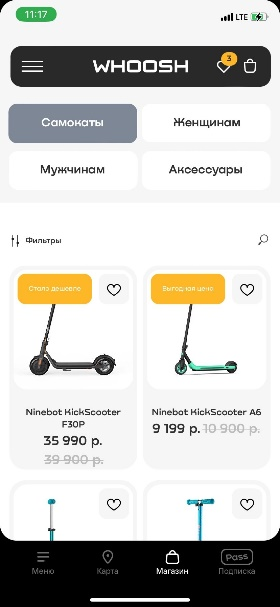 11:17
LTE
WHOOSH
3
Самокаты
Женщинам
Мужчинам
Аксессуары
Фильтры
Стало дешевле
Выгодная цена
Ninebot KickScooter
F30P
35 990 р.
39 900 р.
Ninebot KickScooter A6
9 199 р. 10 900 р.
Меню
Карта
Магазин
Pass
Подписка